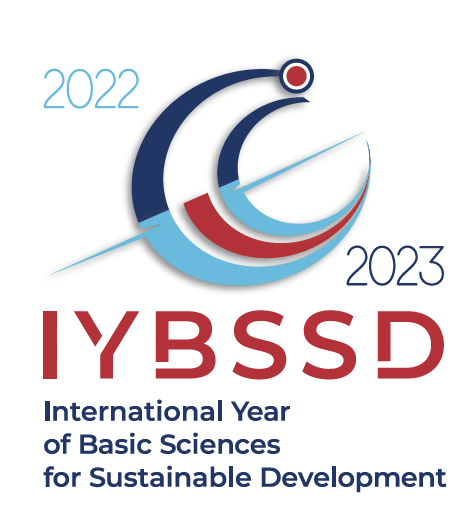 2022
2023
IYBSSD
International Year
of Basic Sciences
for Sustainable Development